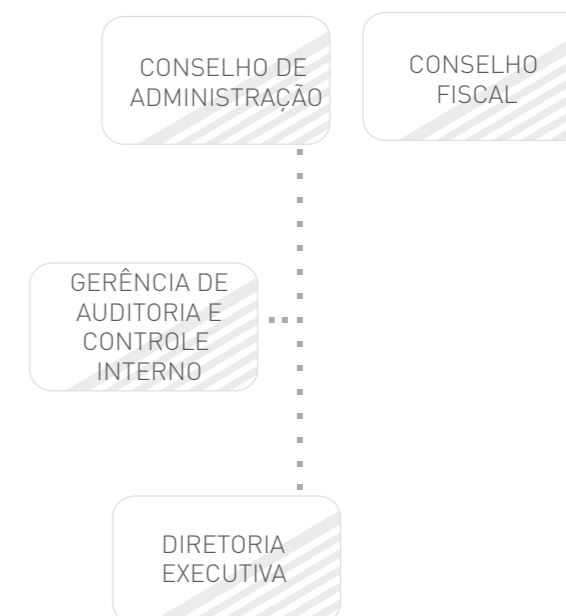 CONSELHO DE
ADMINISTRAÇÃO
CONSELHO
FISCAL
GERÊNCIA DE
AUDITORIA E
CONTROLE
INTERNO
DIRETORIA
EXECUTIVA